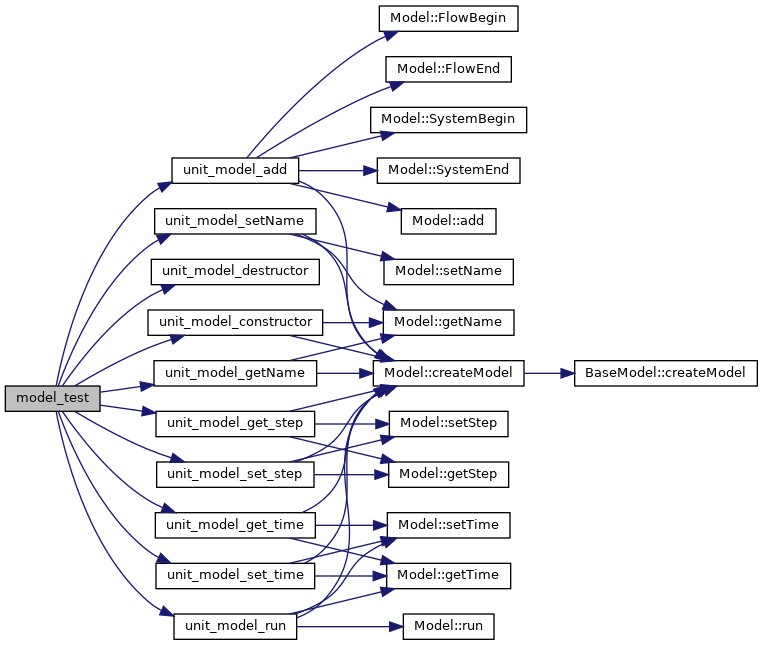 model_test
unit_model_add
unit_model_setName
unit_model_destructor
unit_model_constructor
unit_model_getName
unit_model_get_step
unit_model_set_step
unit_model_get_time
unit_model_set_time
unit_model_run
Model::FlowBegin
Model::FlowEnd
Model::SystemBegin
Model::SystemEnd
Model::add
Model::setName
Model::getName
Model::createModel
Model::setStep
Model::getStep
Model::setTime
Model::getTime
Model::run
BaseModel::createModel